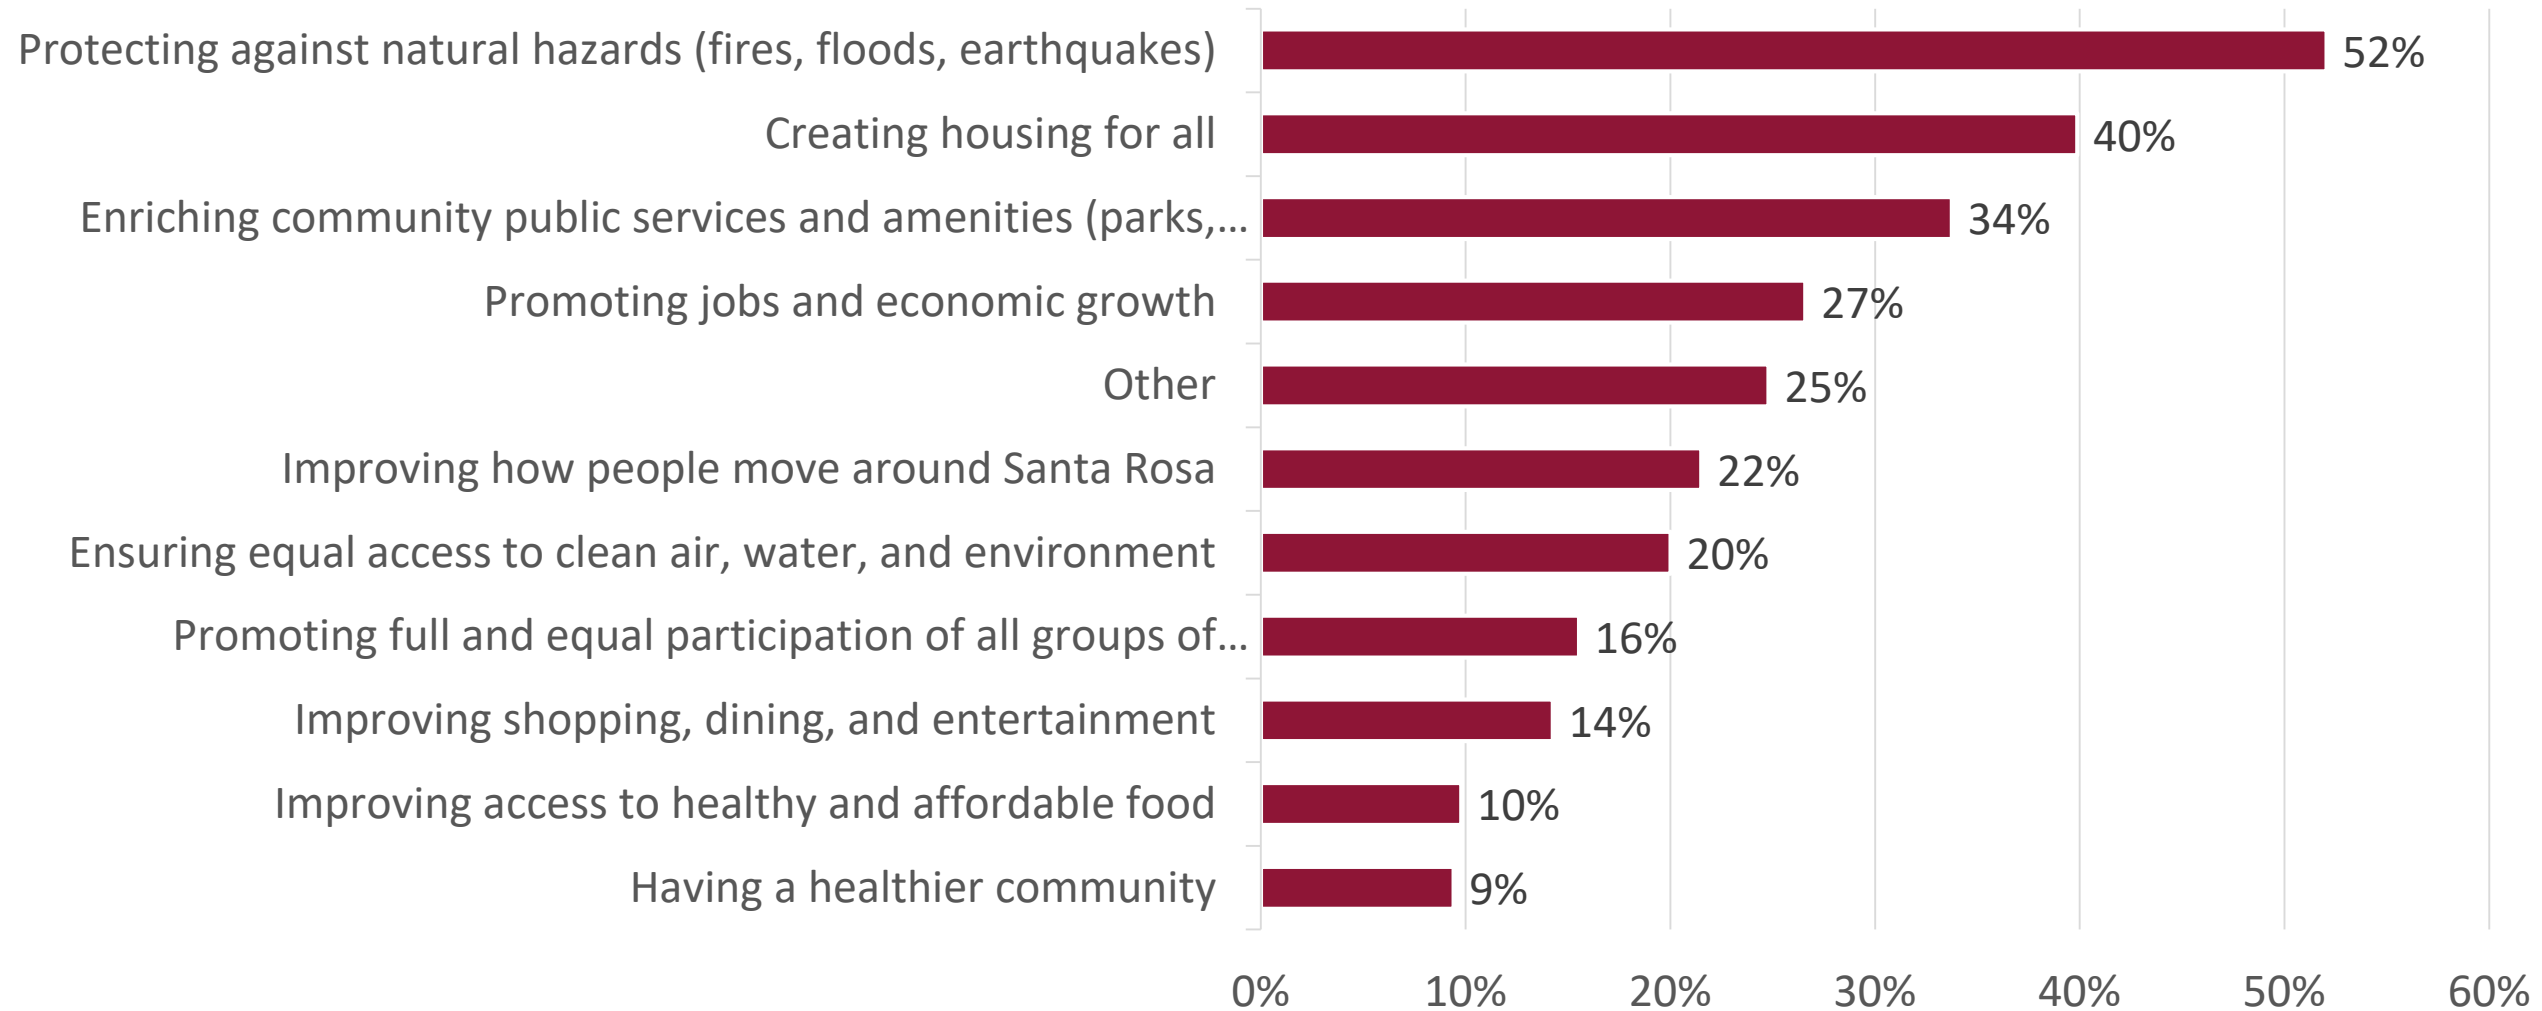 Protecting against natural hazards (fires, floods, earthquakes) 52%
Creating housing for all 40%
Enriching community public services and amenities (parks,... 34%
Promoting jobs and economic growth 27%
Other 25%
Improving how people move around Santa Rosa 22%
Ensuring equal access to clean air, water, and environment 20%
Promoting full and equal participation of all groups of... 16%
Improving shopping, dining, and entertainment 14%
Improving access to healthy and affordable food 10%
Having a healthier community 9%
0% 10% 20% 30% 40% 50% 60%